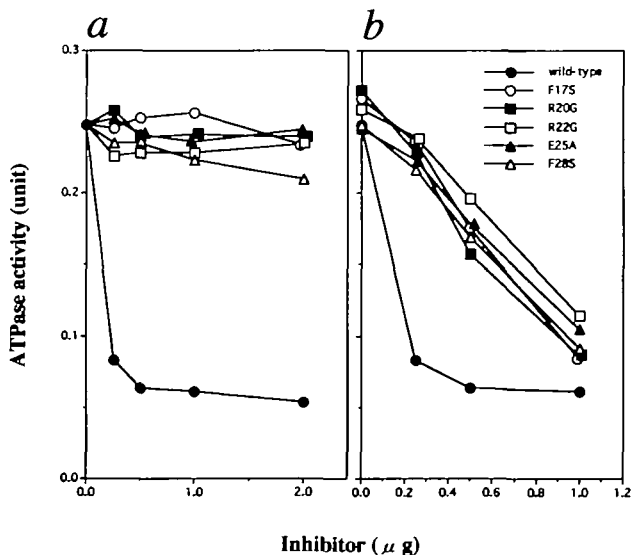 a
b
0.3
0.2
0.1
0.0
ATPase activity (unit)
0.0
1.0
2.0
0.0
0.2
0.4
0.6
0.8
1.0
1.2
wild-type
F17S
R20G
R22G
E25A
F28S
Inhibitor (μ g)